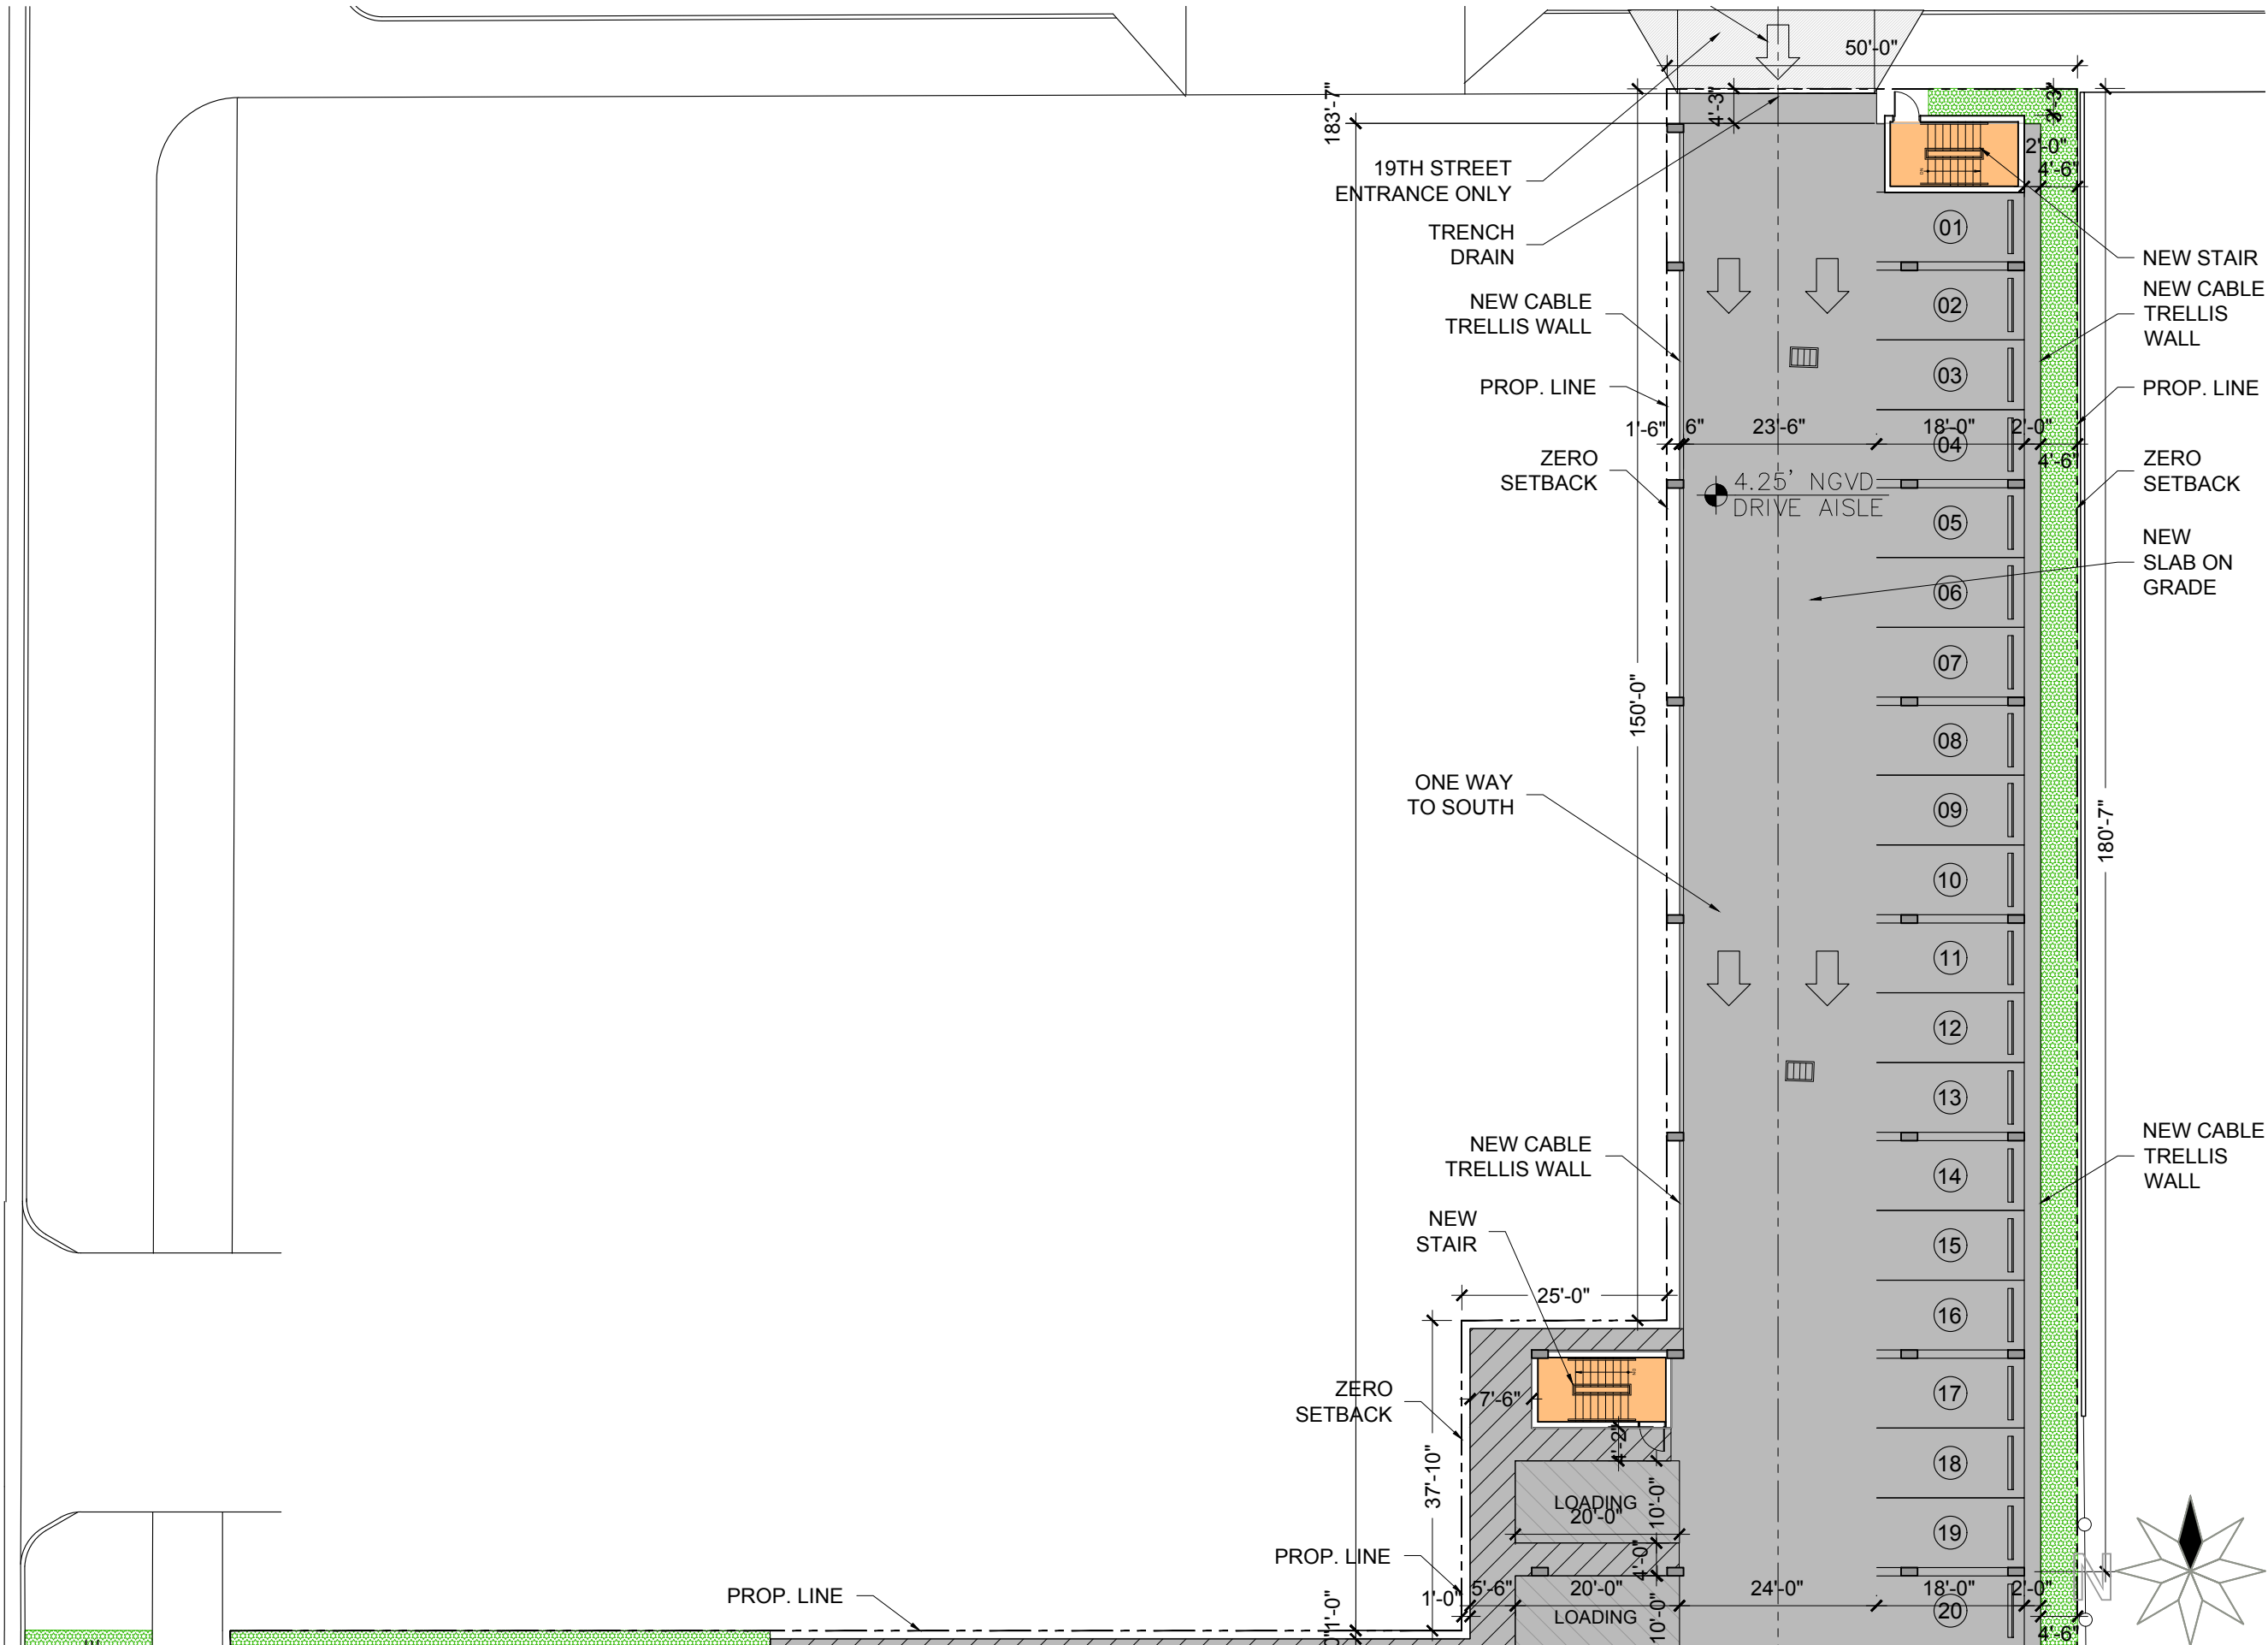 50'-0"
183'-7"
4'-3"
19TH STREET
ENTRANCE ONLY
2'-0"
4'-6"
01
TRENCH
DRAIN
NEW STAIR
NEW CABLE
TRELLIS
WALL
NEW CABLE
TRELLIS WALL
02
03
PROP. LINE
PROP. LINE
1'-6"
6"
23'-6"
18'-0"
2'-0"
04
4'-6"
ZERO
SETBACK
ZERO
SETBACK
4.25' NGVD
DRIVE AISLE
05
NEW
SLAB ON
GRADE
06
07
150'-0"
08
ONE WAY
TO SOUTH
09
180'-7"
10
11
12
13
NEW CABLE
TRELLIS WALL
NEW CABLE
TRELLIS
WALL
14
NEW
STAIR
15
25'-0"
16
ZERO
SETBACK
7'-6"
17
4'-2"
37'-10"
18
LOADING
20'-0"
10'-0"
19
PROP. LINE
4'-0"
PROP. LINE
1'-0"
5'-6"
20'-0"
24'-0"
18'-0"
2'-0"
N
1'-0"
LOADING
10'-0"
20
4'-6"